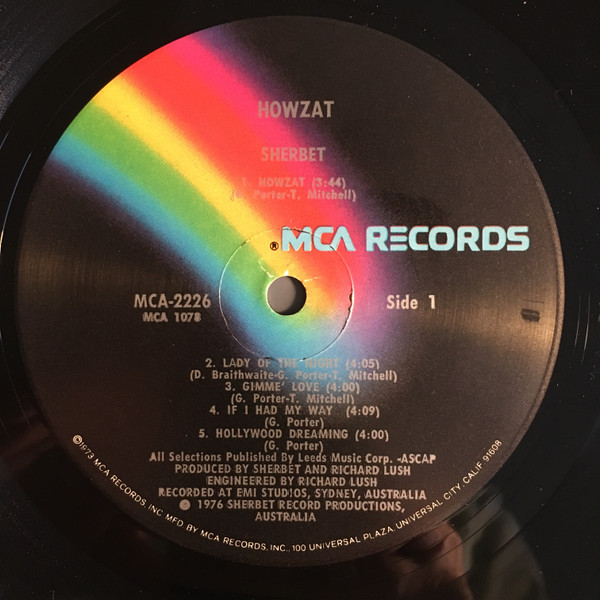 HOWZAT
SHERBET
1. HOWZAT (3:44)
(G. Porter-T. Mitchell)
® MCA RECORDS
MCA-2226
MCA 1078
Side 1
2. LADY OF THE NIGHT (4:05)
(D. Braithwaite-G. Porter-T. Mitchell)
3. GIMME' LOVE (4:00)
(G. Porter-T. Mitchell)
4. IF I HAD MY WAY (4:09)
(G. Porter)
5. HOLLYWOOD DREAMING (4:00)
(G. Porter)
All Selections Published By Leeds Music Corp. -ASCAP
PRODUCED BY SHERBET AND RICHARD LUSH
ENGINEERED BY RICHARD LUSH
RECORDED AT EMI STUDIOS, SYDNEY, AUSTRALIA
℗ 1976 SHERBET RECORD PRODUCTIONS,
AUSTRALIA
©1973 MCA RECORDS, INC. MFD. BY MCA RECORDS, INC., 100 UNIVERSAL PLAZA, UNIVERSAL CITY, CALIF. 91608